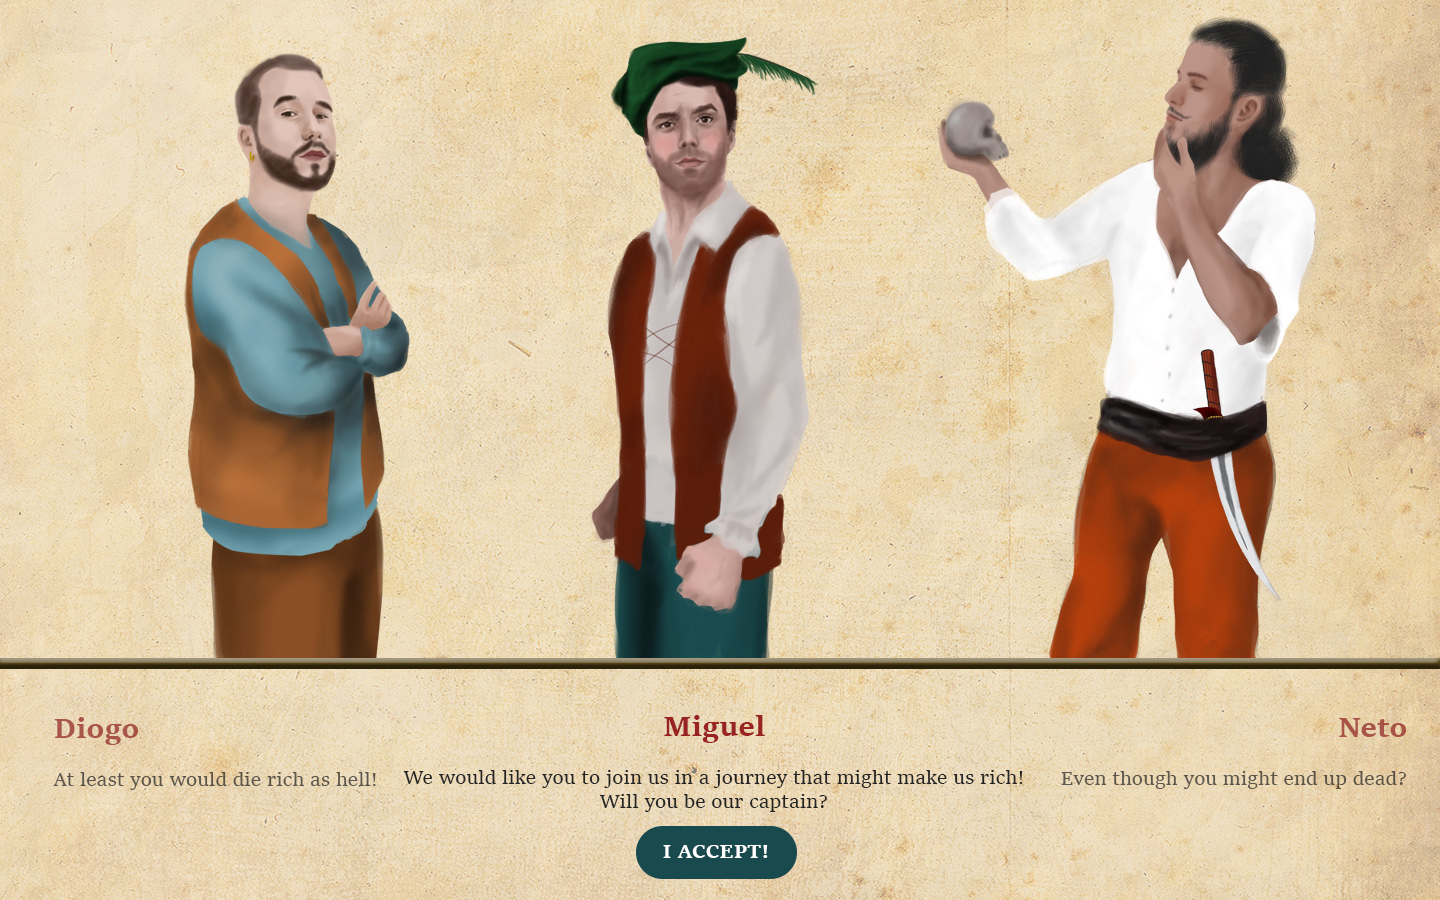 Diogo
At least you would die rich as hell!
Miguel
We would like you to join us in a journey that might make us rich!
Will you be our captain?
I ACCEPT!
Neto
Even though you might end up dead?